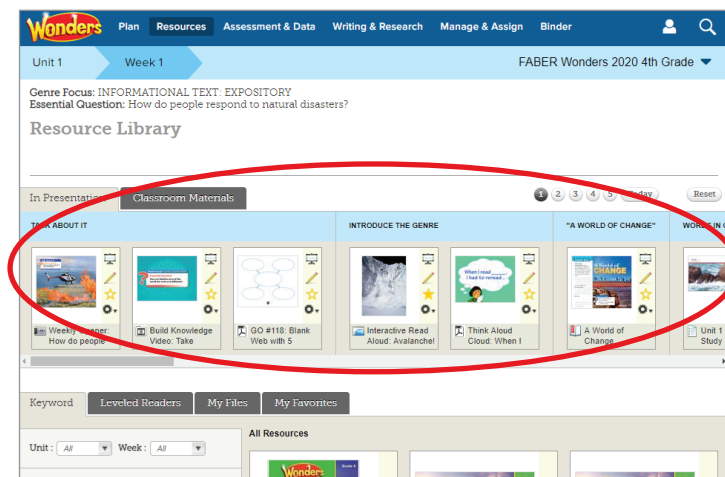 Wonders
Plan Resources Assessment & Data Writing & Research Manage & Assign Binder
Unit 1 Week 1 FABER Wonders 2020 4th Grade
Genre Focus: INFORMATIONAL TEXT: EXPOSITORY
Essential Question: How do people respond to natural disasters?
Resource Library
In Presentation Classroom Materials 1 2 3 4 5 Today Reset
TALK ABOUT IT INTRODUCE THE GENRE "A WORLD OF CHANGE" WORDS IN
When I read
I had to reread...
A World of
CHANGE
Weekly Opener: How do people
Build Knowledge Video: Take
GO #118: Blank Web with 5
Interactive Read Aloud: Avalanche!
Think Aloud Cloud: When I
A World of Change
Unit 1 Study
Keyword Leveled Readers My Files My Favorites
Unit : All Week : All
All Resources
Wonders